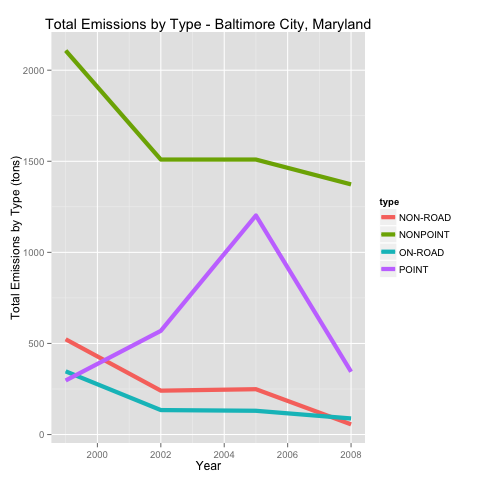 Total Emissions by Type - Baltimore City, Maryland
Total Emissions by Type (tons)
2000
1500
1000
500
0
2000 2002 2004 2006 2008
Year
type
NON-ROAD
NONPOINT
ON-ROAD
POINT